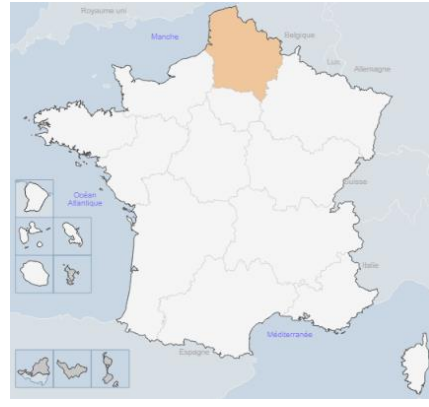 Royaume-uni
Manche
Belgique
Lux.
Allemagne
Suisse
Océan
Atlantique
Italie
Méditerranée
Espagne